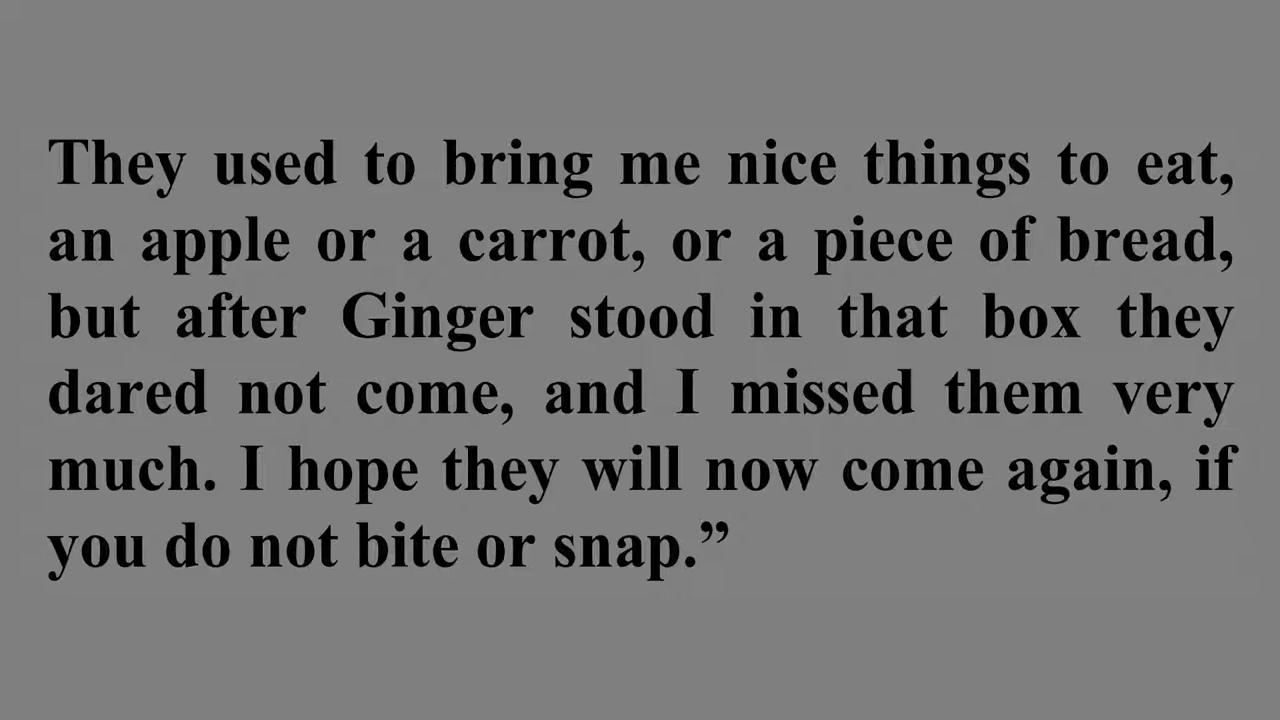 They used to bring me nice things to eat,
an apple or a carrot, or a piece of bread,
but after Ginger stood in that box they
dared not come, and I missed them very
much. I hope they will now come again, if
you do not bite or snap.”